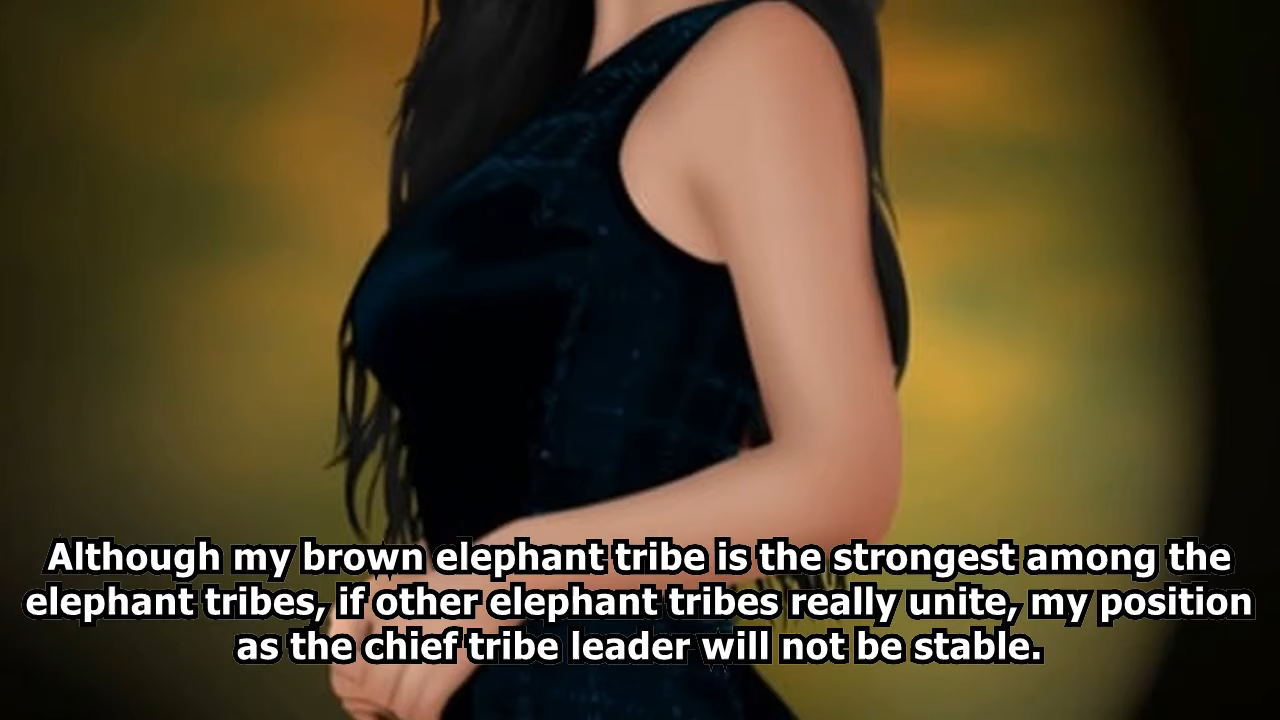 Although my brown elephant tribe is the strongest among the
elephant tribes, if other elephant tribes really unite, my position
as the chief tribe leader will not be stable.